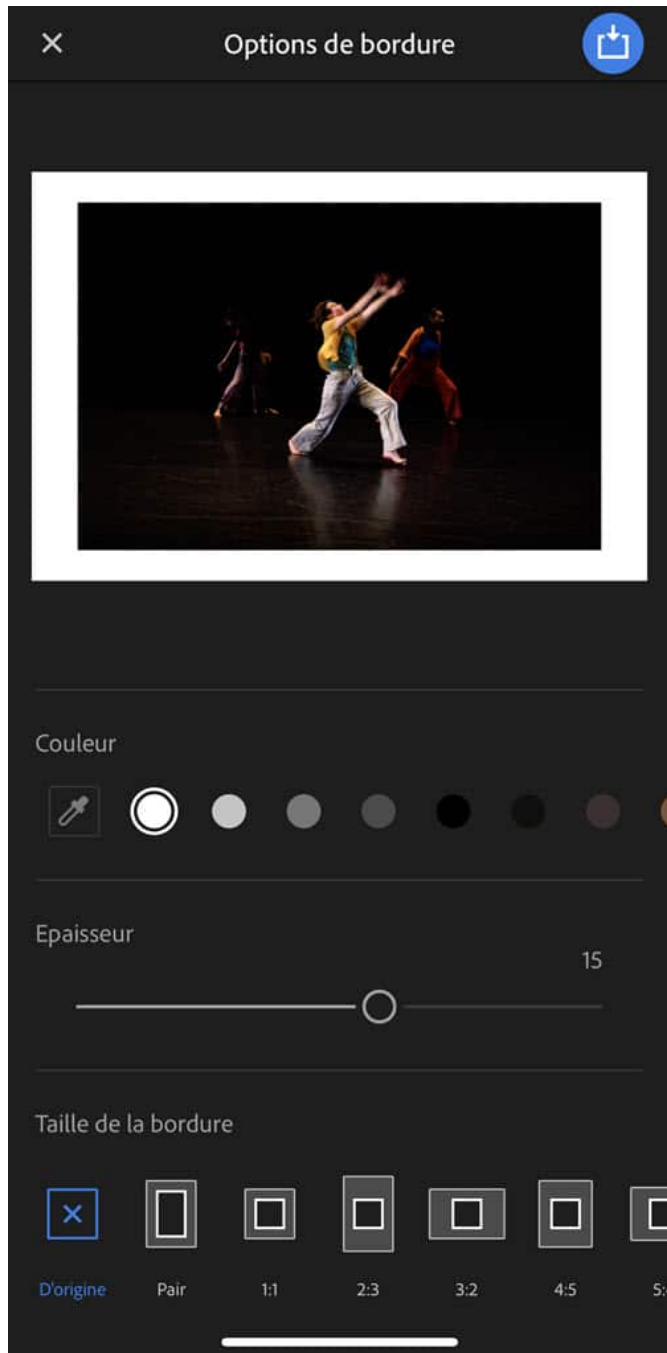 Options de bordure
Couleur
Epaisseur
15
Taille de la bordure
D'origine Pair 1:1 2:3 3:2 4:5 5: